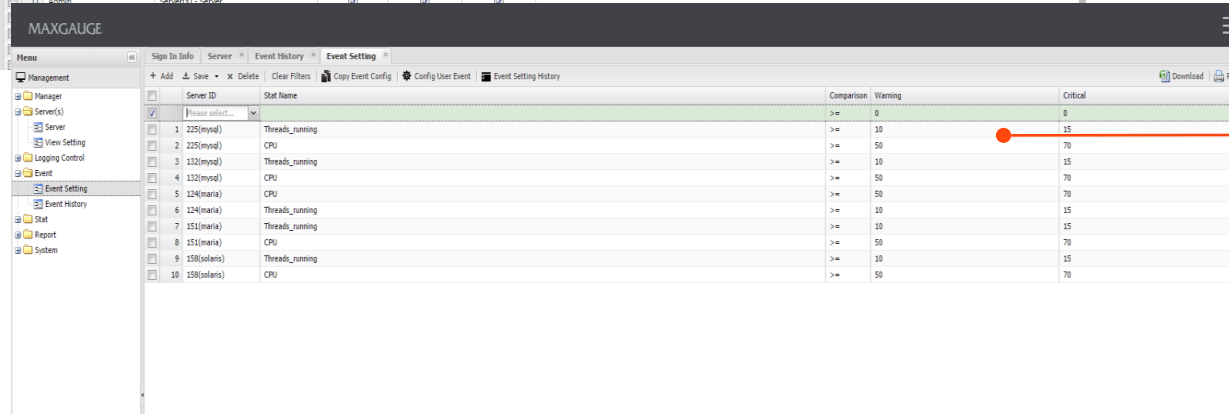 Admin Server(s) - Server
MAXGAUGE
Menu
Sign In Info Server Event History Event Setting
Management
+ Add Save x Delete Clear Filters Copy Event Config Config User Event Event Setting History Download
Server ID Stat Name Comparison Warning Critical
Please select... >= 0 0
1 225(mysql) Threads_running >= 10 15
2 225(mysql) CPU >= 50 70
3 132(mysql) Threads_running >= 10 15
4 132(mysql) CPU >= 50 70
5 124(maria) CPU >= 50 70
6 124(maria) Threads_running >= 10 15
7 151(maria) Threads_running >= 10 15
8 151(maria) CPU >= 50 70
9 158(solaris) Threads_running >= 10 15
10 158(solaris) CPU >= 50 70
Manager
Server(s)
Server
View Setting
Logging Control
Event
Event Setting
Event History
Stat
Report
System